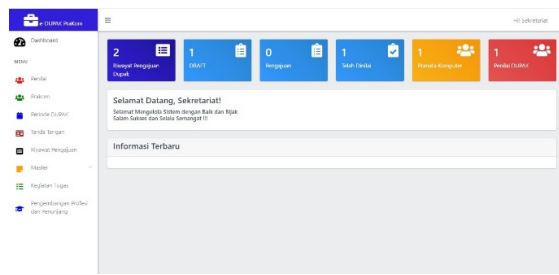 e-DUPAK Prakom
Hi! Sekretariat
Dashboard
MENU
Penilai
Prakom
Periode DUPAK
Tanda Tangan
Riwayat Pengajuan
Master
Kegiatan Tugas
Pengembangan Profesi
dan Penunjang
2
Riwayat Pengajuan
Dupak
1
DRAFT
0
Pengajuan
1
Telah Dinilai
1
Pranata Komputer
1
Penilai DUPAK
Selamat Datang, Sekretariat!
Selamat Mengelola Sistem dengan Baik dan Bijak
Salam Sukses dan Selalu Semangat !!!
Informasi Terbaru